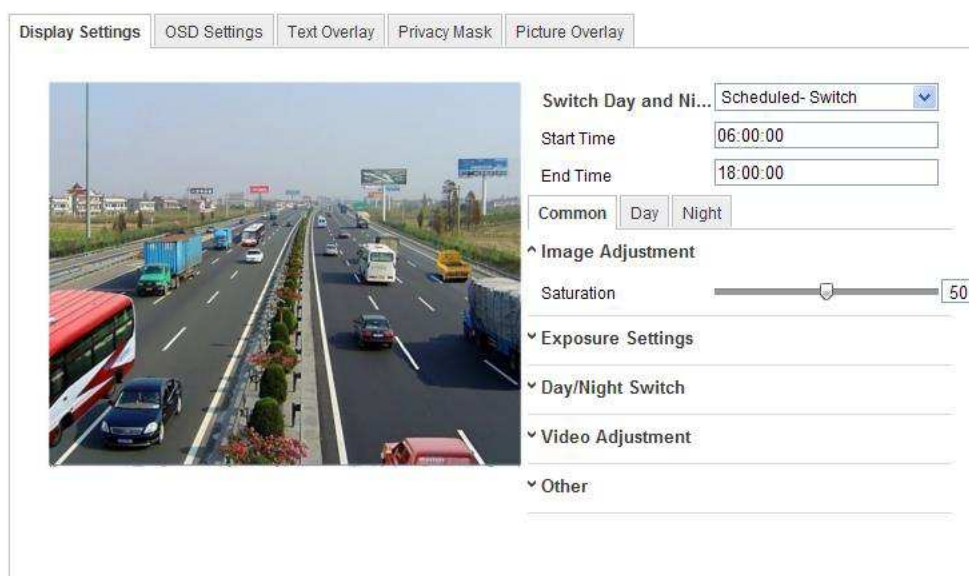 Display Settings OSD Settings Text Overlay Privacy Mask Picture Overlay
Switch Day and Ni... Scheduled- Switch
Start Time 06:00:00
End Time 18:00:00
Common Day Night
Image Adjustment
Saturation 50
Exposure Settings
Day/Night Switch
Video Adjustment
Other